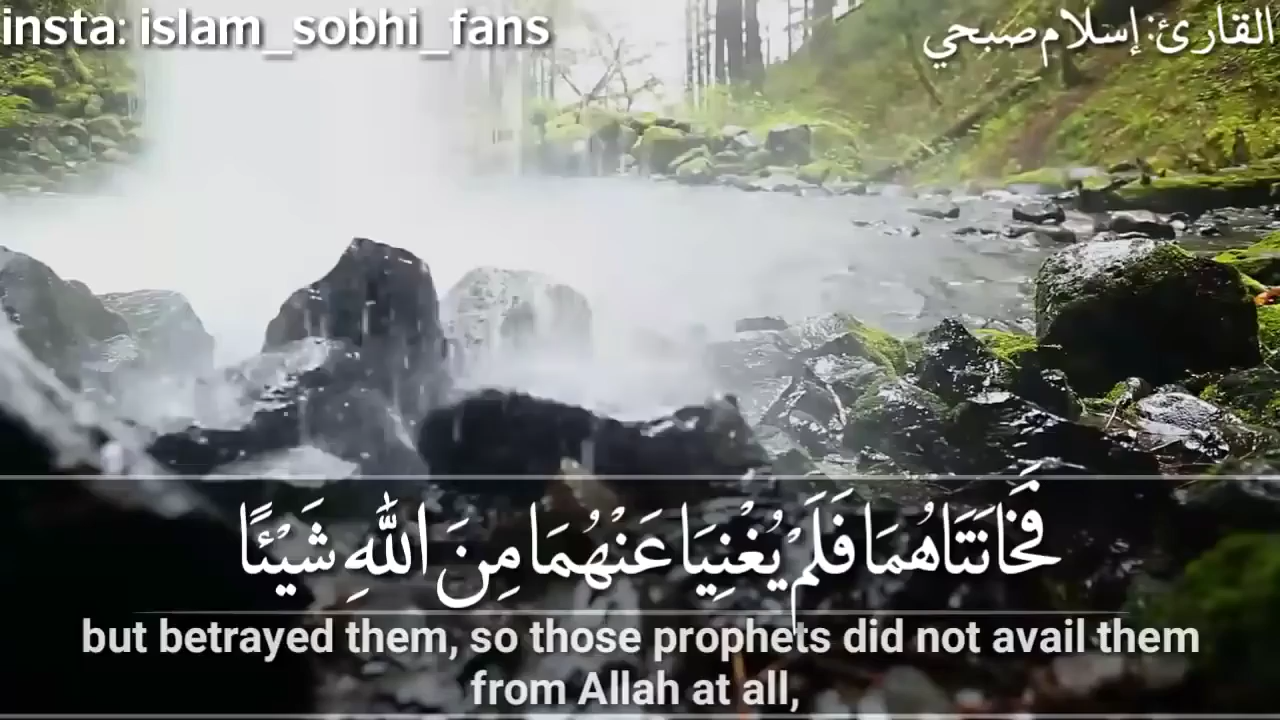 insta: islam_sobhi_fans
القارئ: إسلام صبحي
فَخَانَتَاهُمَا فَلَمْ يُغْنِيَا عَنْهُمَا مِنَ اللَّهِ شَيْئًا
but betrayed them, so those prophets did not avail them
from Allah at all,